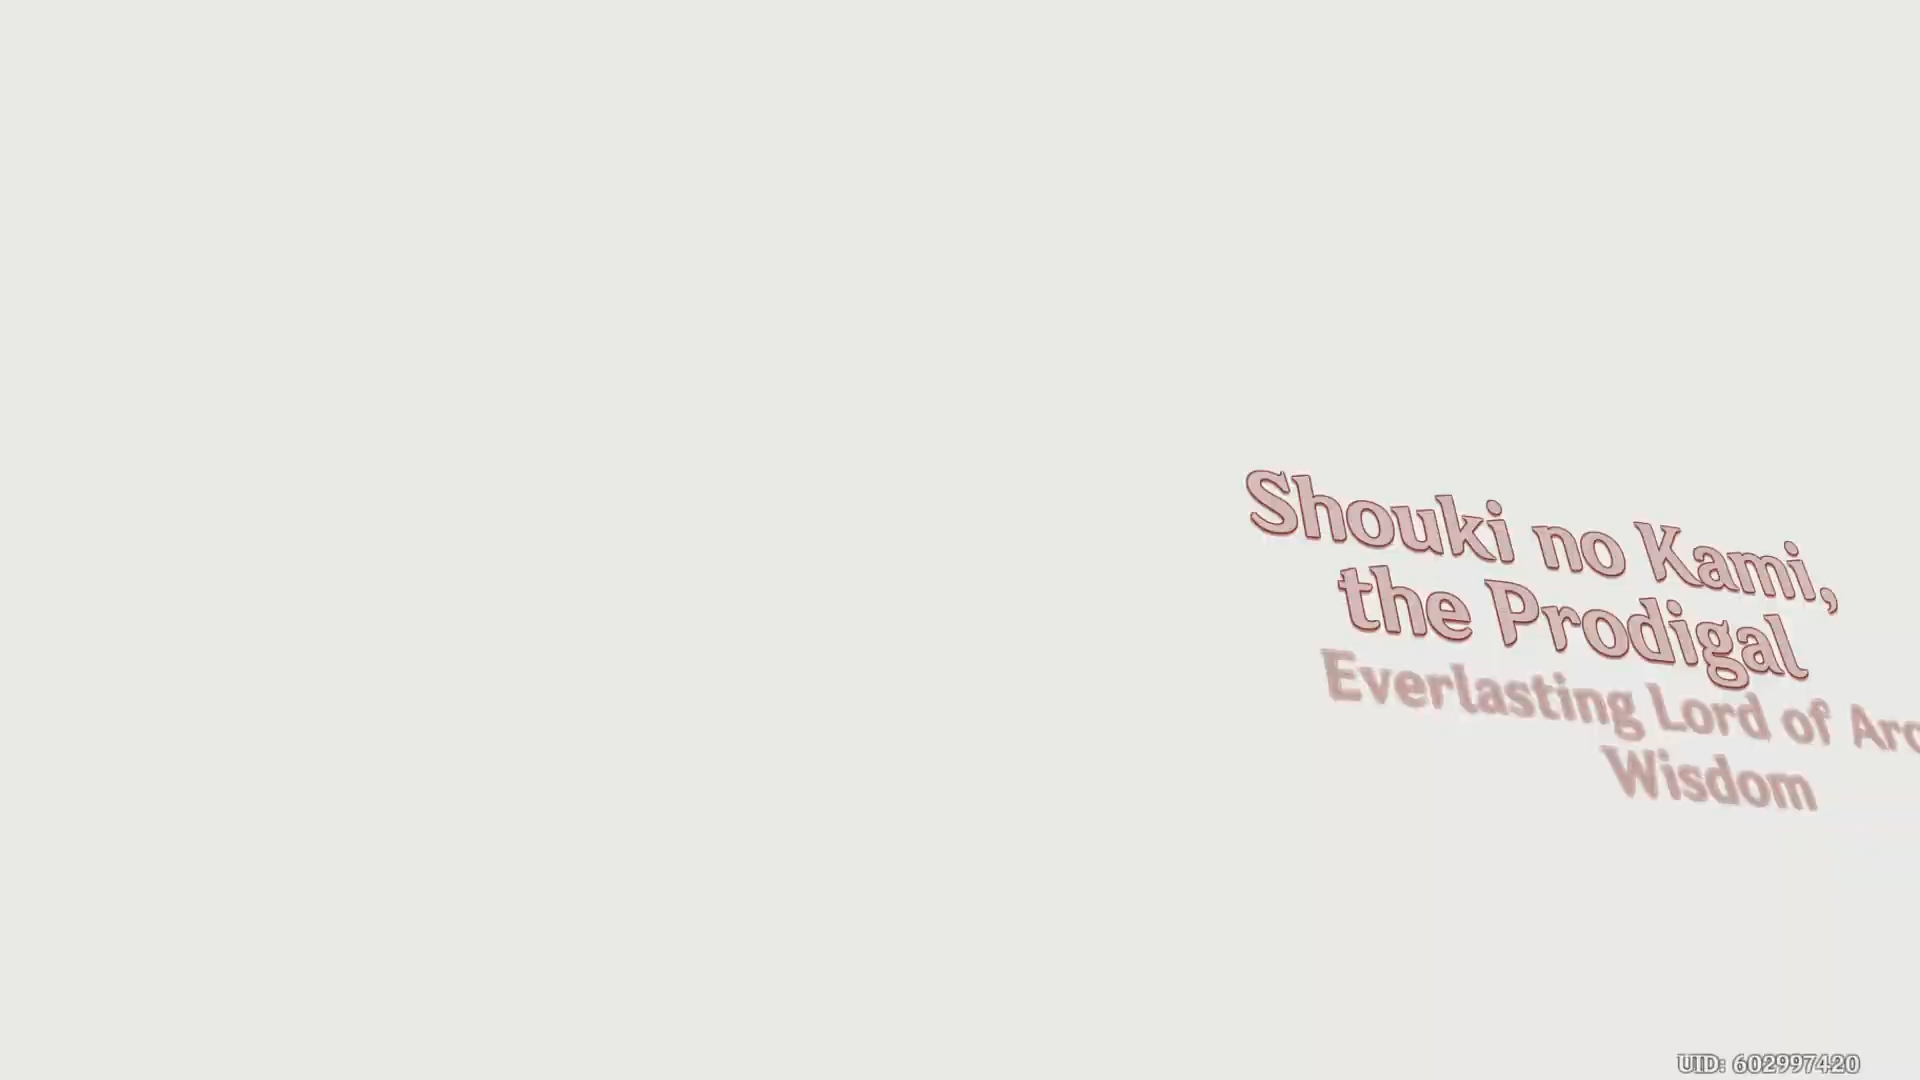 Shouki no Kami,
the Prodigal
Everlasting Lord of
Wisdom
UID: 602997420